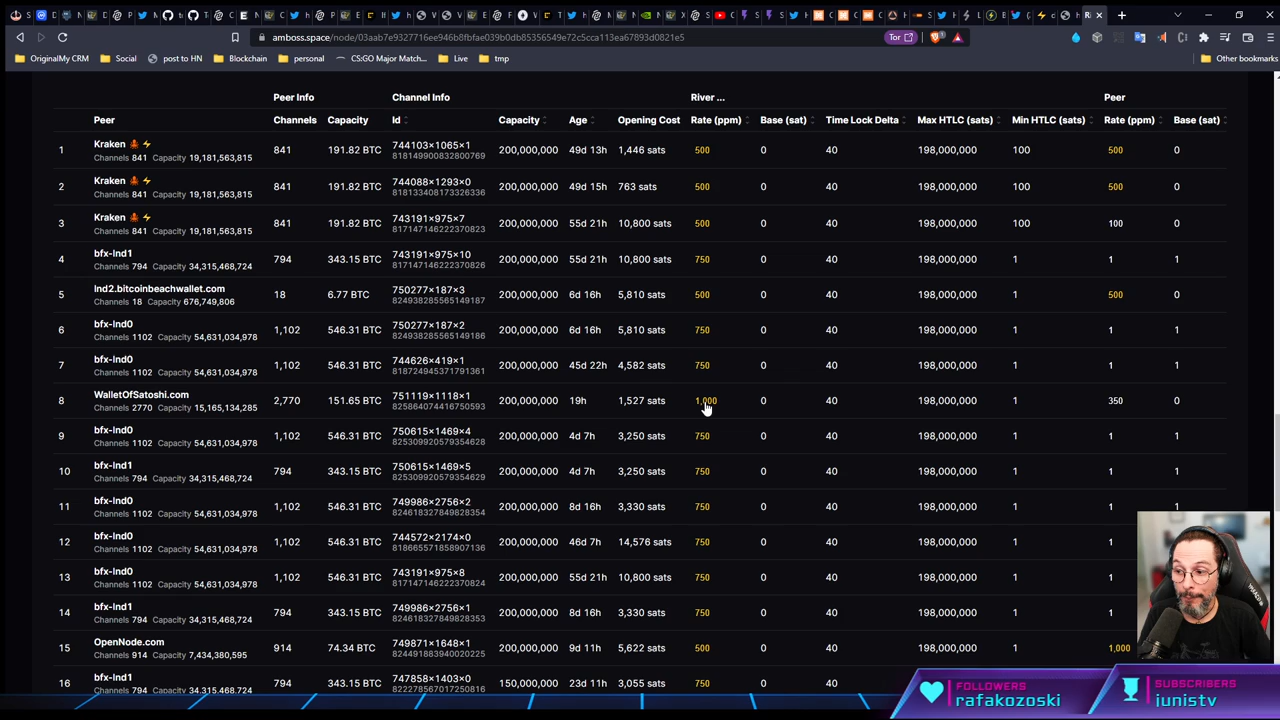 amboss.space/node/03aab7e9327716ee946b8fbfae039b0db85356549e72c5cca113ea67893d0821e5
Tor
OriginalMy CRM Social post to HN Blockchain personal CS:GO Major Match... Live tmp Other bookmarks
Peer Info Channel Info River ... Peer
Peer Channels Capacity Id Capacity Age Opening Cost Rate (ppm) Base (sat) Time Lock Delta Max HTLC (sats) Min HTLC (sats) Rate (ppm) Base (sat)
1 Kraken 841 191.82 BTC 744103×1065×1 200,000,000 49d 13h 1,446 sats 500 0 40 198,000,000 100 500 0
Channels 841 Capacity 19,181,563,815 818149900832800769
2 Kraken 841 191.82 BTC 744088×1293×0 200,000,000 49d 15h 763 sats 500 0 40 198,000,000 100 500 0
Channels 841 Capacity 19,181,563,815 818133408173326336
3 Kraken 841 191.82 BTC 743191×975×7 200,000,000 55d 21h 10,800 sats 500 0 40 198,000,000 100 100 0
Channels 841 Capacity 19,181,563,815 817147146222370823
4 bfx-lnd1 794 343.15 BTC 743191×975×10 200,000,000 55d 21h 10,800 sats 750 0 40 198,000,000 1 1 1
Channels 794 Capacity 34,315,468,724 817147146222370826
5 lnd2.bitcoinbeachwallet.com 18 6.77 BTC 750277×187×3 200,000,000 6d 16h 5,810 sats 500 0 40 198,000,000 1 500 0
Channels 18 Capacity 676,749,806 824938285565149187
6 bfx-lnd0 1,102 546.31 BTC 750277×187×2 200,000,000 6d 16h 5,810 sats 750 0 40 198,000,000 1 1 1
Channels 1102 Capacity 54,631,034,978 824938285565149186
7 bfx-lnd0 1,102 546.31 BTC 744626×419×1 200,000,000 45d 22h 4,582 sats 750 0 40 198,000,000 1 1 1
Channels 1102 Capacity 54,631,034,978 818724945371791361
8 WalletOfSatoshi.com 2,770 151.65 BTC 751119×1118×1 200,000,000 19h 1,527 sats 1,000 0 40 198,000,000 1 350 0
Channels 2770 Capacity 15,165,134,285 825864074416750593
9 bfx-lnd0 1,102 546.31 BTC 750615×1469×4 200,000,000 4d 7h 3,250 sats 750 0 40 198,000,000 1 1 1
Channels 1102 Capacity 54,631,034,978 825309920579354628
10 bfx-lnd1 794 343.15 BTC 750615×1469×5 200,000,000 4d 7h 3,250 sats 750 0 40 198,000,000 1 1 1
Channels 794 Capacity 34,315,468,724 825309920579354629
11 bfx-lnd0 1,102 546.31 BTC 749986×2756×2 200,000,000 8d 16h 3,330 sats 750 0 40 198,000,000 1 1 1
Channels 1102 Capacity 54,631,034,978 824618327849828354
12 bfx-lnd0 1,102 546.31 BTC 744572×2174×0 200,000,000 46d 7h 14,576 sats 750 0 40 198,000,000 1 1
Channels 1102 Capacity 54,631,034,978 818665571858907136
13 bfx-lnd0 1,102 546.31 BTC 743191×975×8 200,000,000 55d 21h 10,800 sats 750 0 40 198,000,000 1 1
Channels 1102 Capacity 54,631,034,978 817147146222370824
14 bfx-lnd1 794 343.15 BTC 749986×2756×1 200,000,000 8d 16h 3,330 sats 750 0 40 198,000,000 1 1
Channels 794 Capacity 34,315,468,724 824618327849828353
15 OpenNode.com 914 74.34 BTC 749871×1648×1 200,000,000 9d 11h 5,622 sats 500 0 40 198,000,000 1 1,000
Channels 914 Capacity 7,434,380,595 824491883940020225
16 bfx-lnd1 794 343.15 BTC 747858×1403×0 150,000,000 23d 11h 3,055 sats 750 0 40
Channels 794 Capacity 34,315,468,724 822278567017250816
FOLLOWERS
rafakozoski
SUBSCRIBERS
junistv